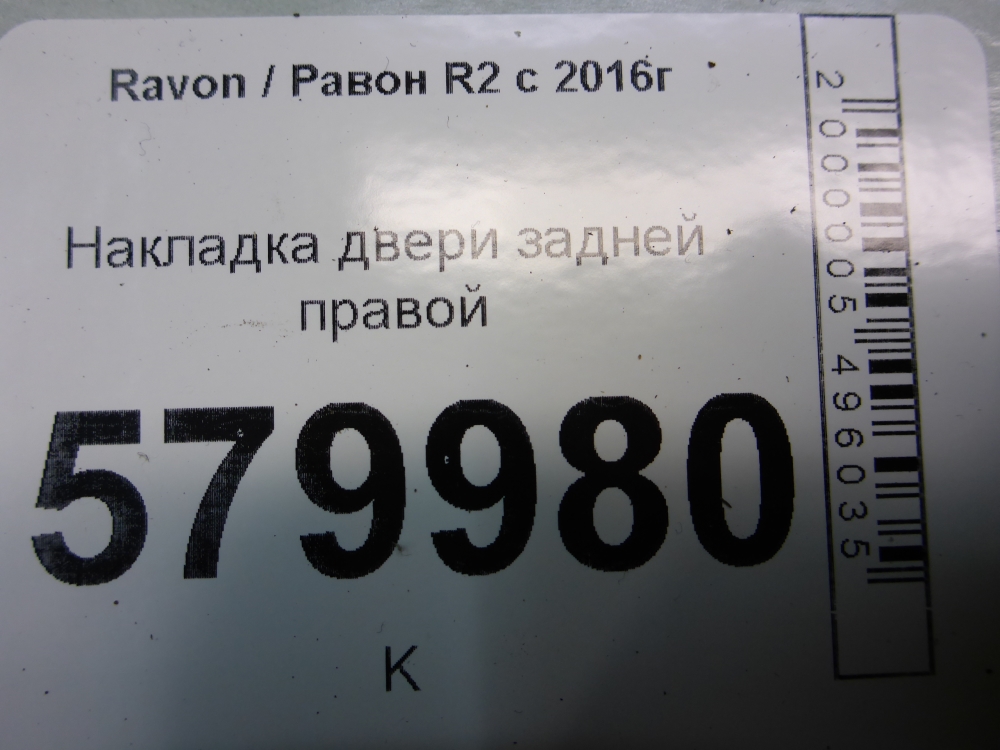 Ravon / Равон R2 с 2016г
Накладка двери задней
правой
579980
К
2000005496035